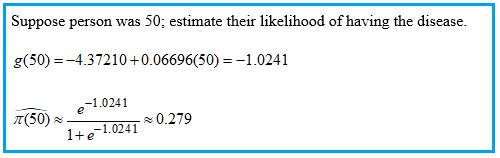 Suppose person was 50; estimate their likelihood of having the disease.
g(50) = −4.37210 + 0.06696(50) = −1.0241
π(50) ≈ e^−1.0241 / 1 + e^−1.0241 ≈ 0.279